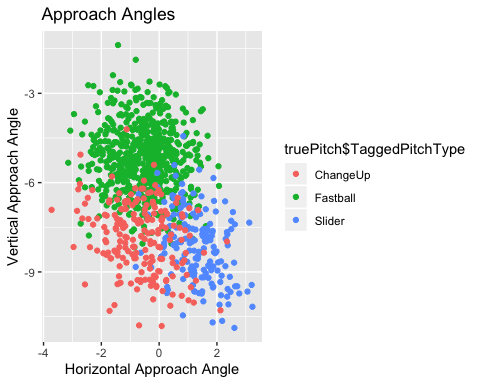 Approach Angles
Vertical Approach Angle
-3
-6
-9
-4
-2
0
2
Horizontal Approach Angle
truePitch$TaggedPitchType
ChangeUp
Fastball
Slider